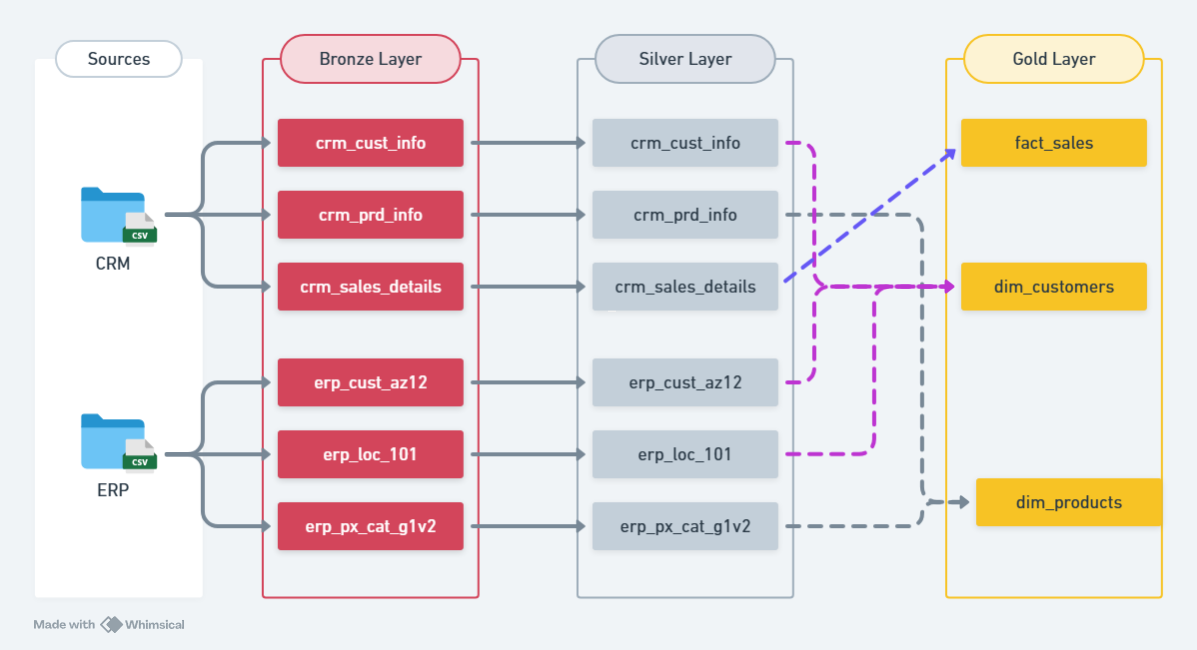 Sources
Bronze Layer
Silver Layer
Gold Layer
crm_cust_info
crm_cust_info
fact_sales
crm_prd_info
crm_prd_info
csv
CRM
crm_sales_details
crm_sales_details
dim_customers
erp_cust_az12
erp_cust_az12
erp_loc_101
erp_loc_101
csv
ERP
dim_products
erp_px_cat_g1v2
erp_px_cat_g1v2
Made with Whimsical